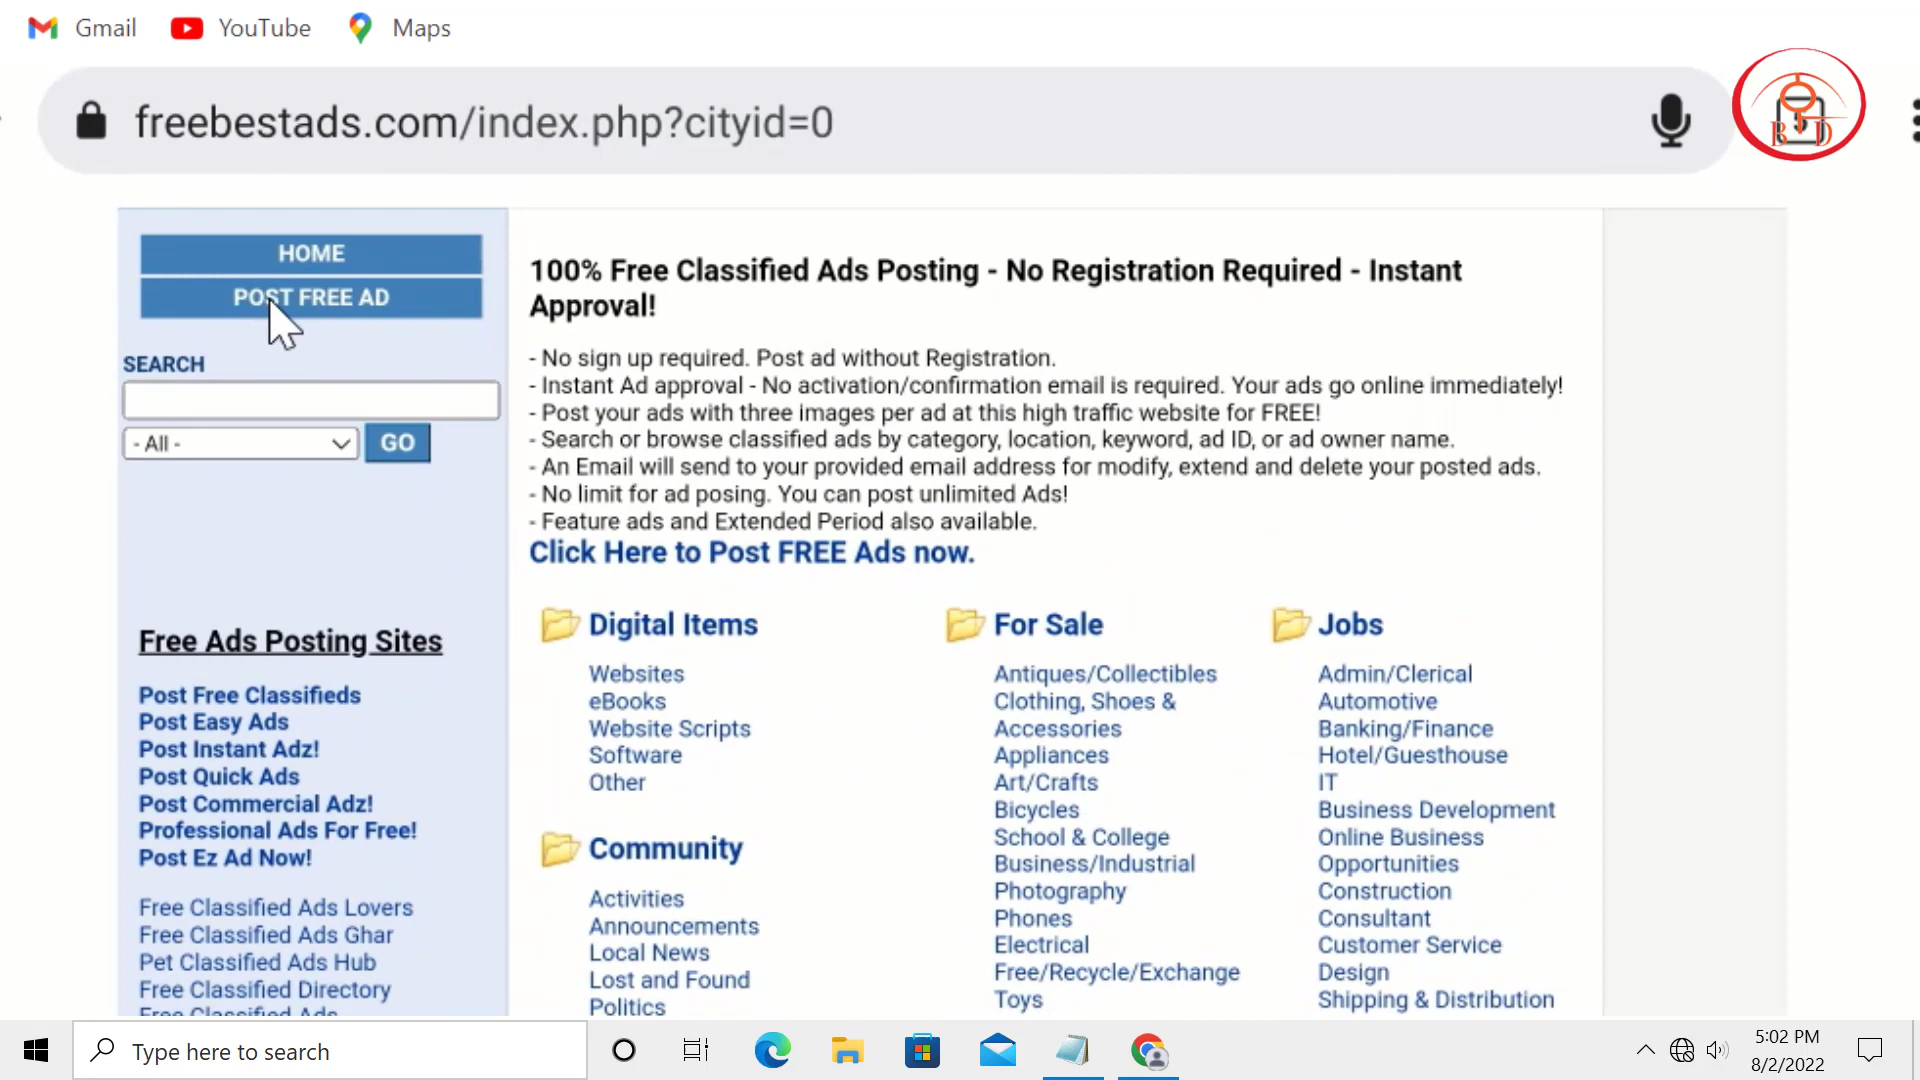 Gmail YouTube Maps
freebestads.com/index.php?cityid=0
B D
HOME
POST FREE AD
SEARCH
- All -
GO
Free Ads Posting Sites
Post Free Classifieds
Post Easy Ads
Post Instant Adz!
Post Quick Ads
Post Commercial Adz!
Professional Ads For Free!
Post Ez Ad Now!
Free Classified Ads Lovers
Free Classified Ads Ghar
Pet Classified Ads Hub
Free Classified Directory
Free Classified Ads
100% Free Classified Ads Posting - No Registration Required - Instant
Approval!
- No sign up required. Post ad without Registration.
- Instant Ad approval - No activation/confirmation email is required. Your ads go online immediately!
- Post your ads with three images per ad at this high traffic website for FREE!
- Search or browse classified ads by category, location, keyword, ad ID, or ad owner name.
- An Email will send to your provided email address for modify, extend and delete your posted ads.
- No limit for ad posing. You can post unlimited Ads!
- Feature ads and Extended Period also available.
Click Here to Post FREE Ads now.
Digital Items
Websites
eBooks
Website Scripts
Software
Other
Community
Activities
Announcements
Local News
Lost and Found
Politics
For Sale
Antiques/Collectibles
Clothing, Shoes &
Accessories
Appliances
Art/Crafts
Bicycles
School & College
Business/Industrial
Photography
Phones
Electrical
Free/Recycle/Exchange
Toys
Jobs
Admin/Clerical
Automotive
Banking/Finance
Hotel/Guesthouse
IT
Business Development
Online Business
Opportunities
Construction
Consultant
Customer Service
Design
Shipping & Distribution
Type here to search
5:02 PM
8/2/2022